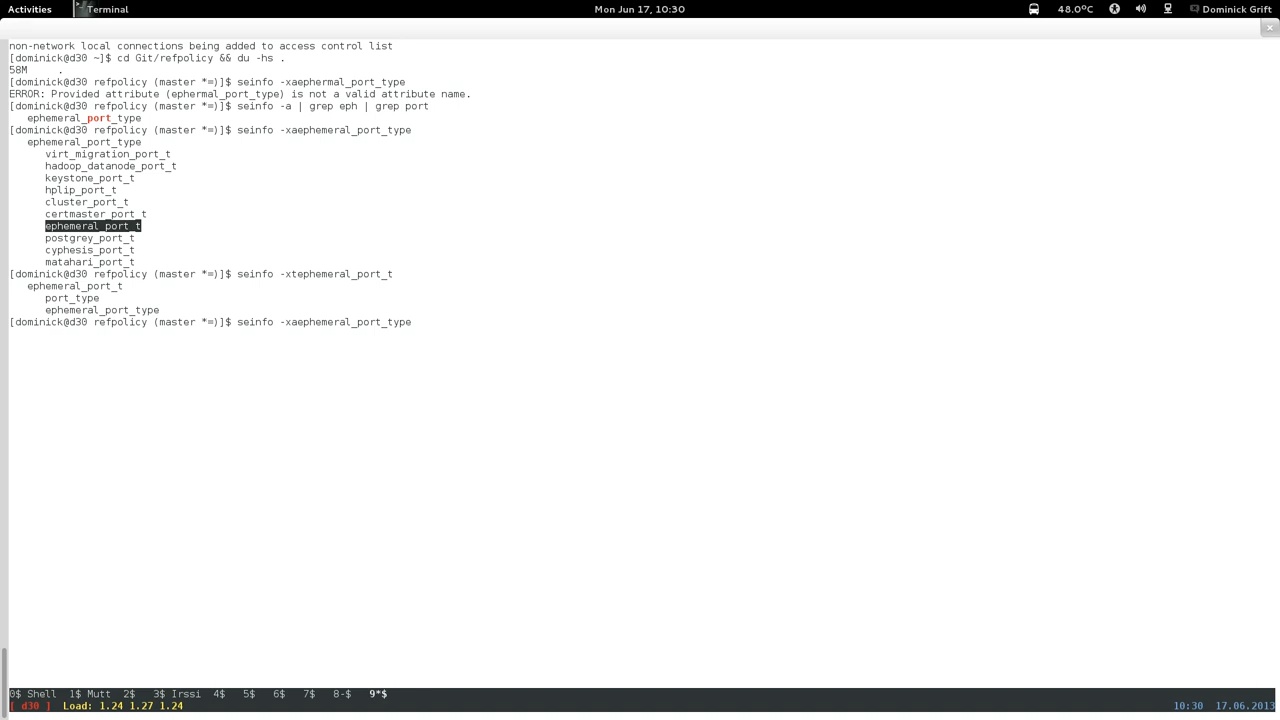 Activities Terminal Mon Jun 17, 10:30 48.0°C Dominick Grift
non-network local connections being added to access control list
[dominick@d30 ~]$ cd Git/refpolicy && du -hs .
58M .
[dominick@d30 refpolicy (master *=)]$ seinfo -xaephermal_port_type
ERROR: Provided attribute (ephermal_port_type) is not a valid attribute name.
[dominick@d30 refpolicy (master *=)]$ seinfo -a | grep eph | grep port
ephemeral_port_type
[dominick@d30 refpolicy (master *=)]$ seinfo -xaephemeral_port_type
ephemeral_port_type
virt_migration_port_t
hadoop_datanode_port_t
keystone_port_t
hplip_port_t
cluster_port_t
certmaster_port_t
ephemeral_port_t
postgrey_port_t
cyphesis_port_t
matahari_port_t
[dominick@d30 refpolicy (master *=)]$ seinfo -xtephemeral_port_t
ephemeral_port_t
port_type
ephemeral_port_type
[dominick@d30 refpolicy (master *=)]$ seinfo -xaephemeral_port_type
0$ Shell 1$ Mutt 2$ 3$ Irssi 4$ 5$ 6$ 7$ 8-$ 9*$
[ d30 ] Load: 1.24 1.27 1.24 10:30 17.06.2013